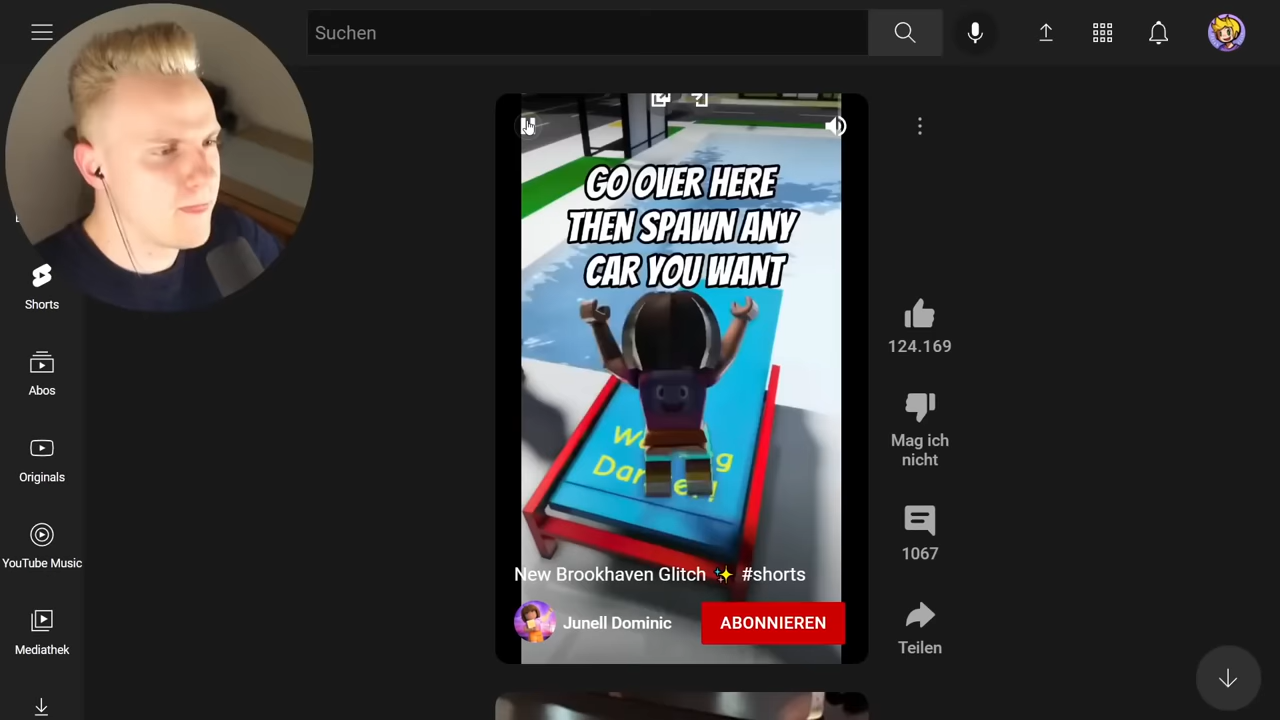 Suchen
GO OVER HERE
THEN SPAWN ANY
CAR YOU WANT
New Brookhaven Glitch ✨ #shorts
Junell Dominic
ABONNIEREN
124.169
Mag ich
nicht
1067
Teilen
Shorts
Abos
Originals
YouTube Music
Mediathek